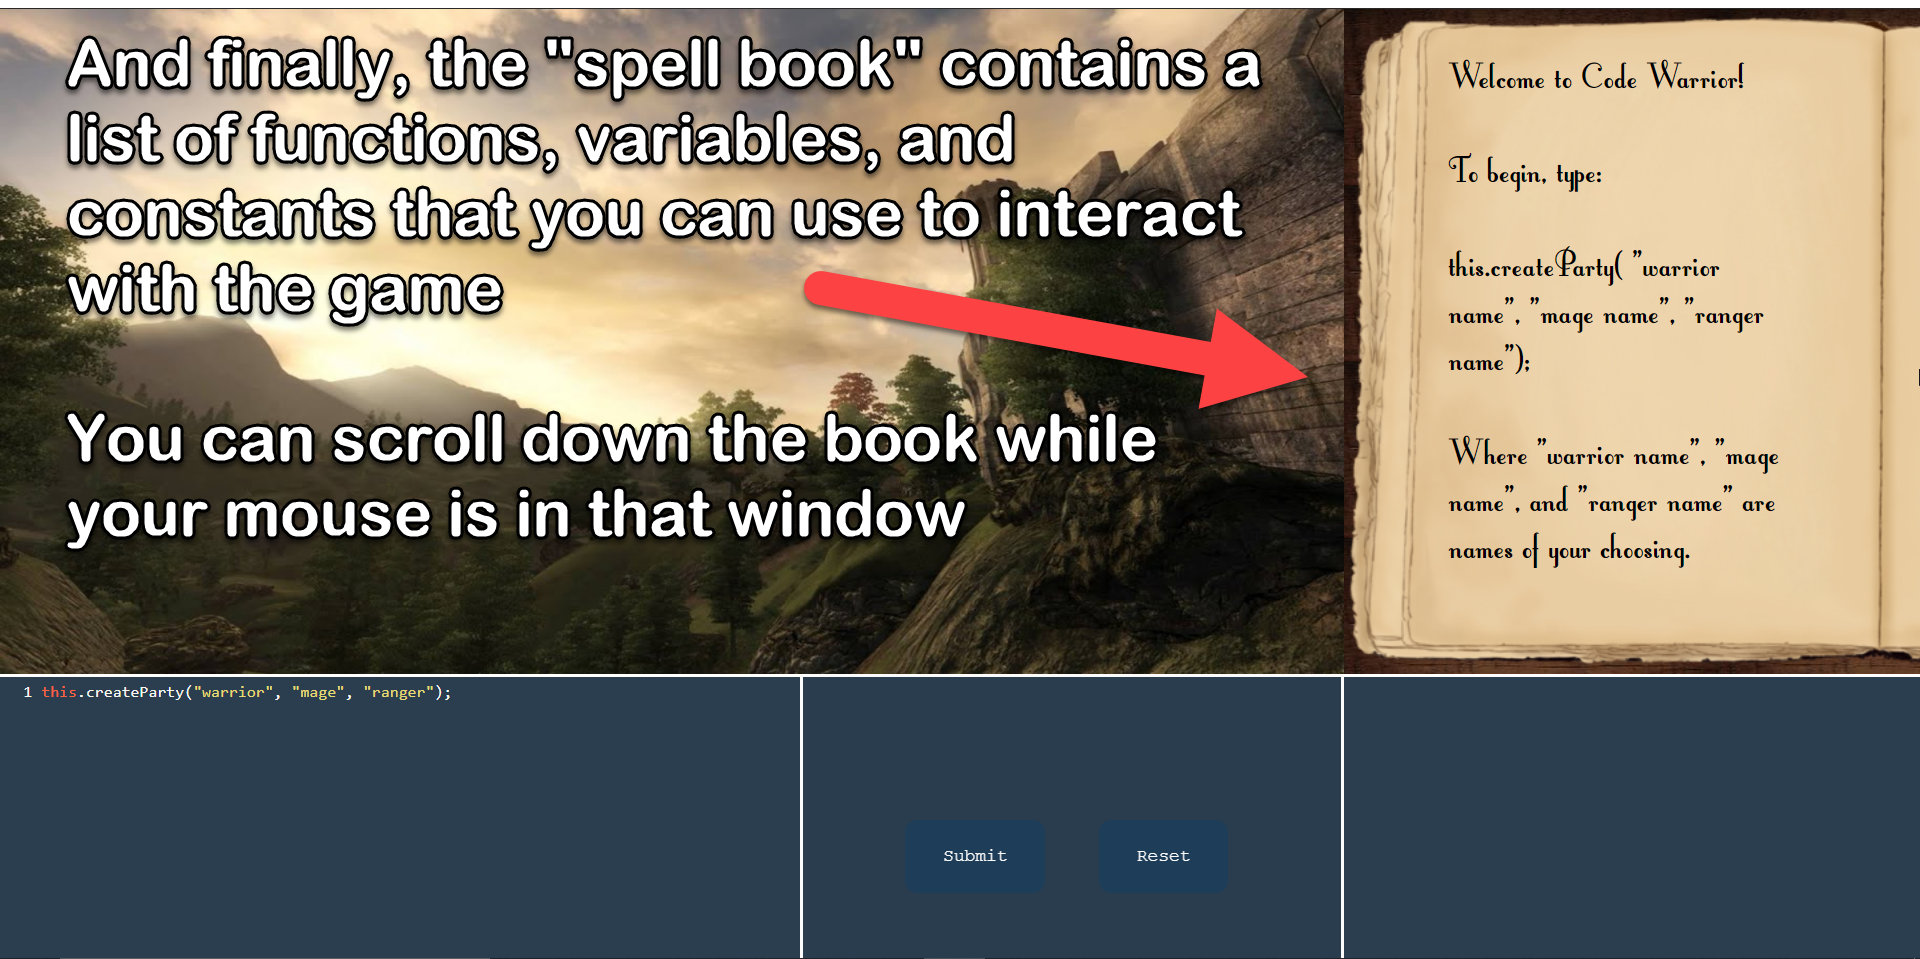 And finally, the "spell book" contains a
list of functions, variables, and
constants that you can use to interact
with the game
You can scroll down the book while
your mouse is in that window
Welcome to Code Warrior!
To begin, type:
this.createParty( "warrior
name", "mage name", "ranger
name");
Where "warrior name", "mage
name", and "ranger name" are
names of your choosing.
1 this.createParty("warrior", "mage", "ranger");
Submit
Reset